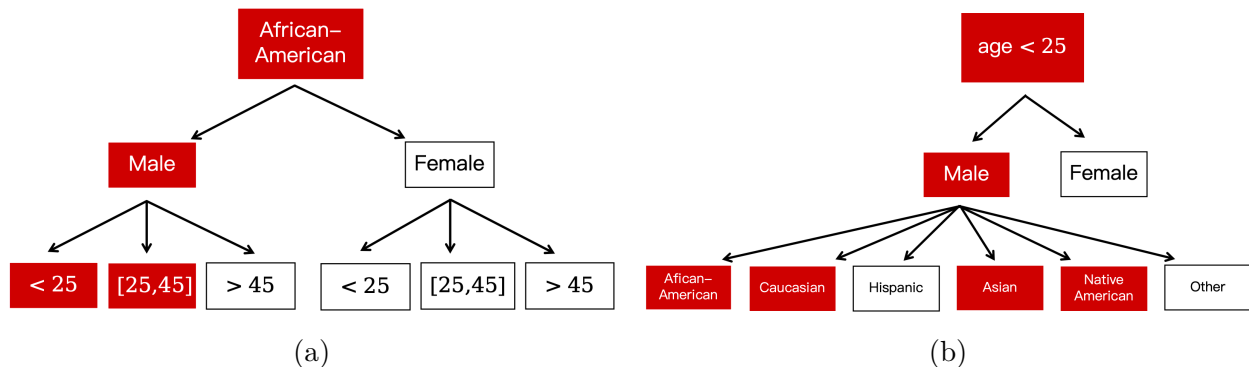 African–
American
Male
Female
< 25
[25,45]
> 45
< 25
[25,45]
> 45
(a)
age < 25
Male
Female
Afican–
American
Caucasian
Hispanic
Asian
Native
American
Other
(b)